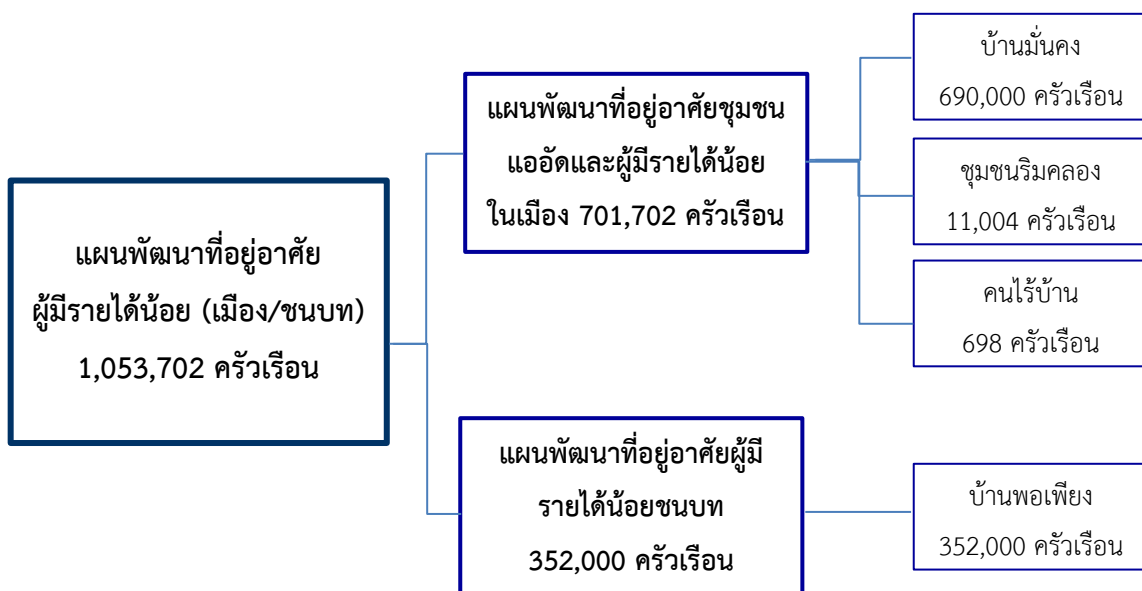 แผนพัฒนาที่อยู่อาศัย
ผู้มีรายได้น้อย (เมือง/ชนบท)
1,053,702 ครัวเรือน
แผนพัฒนาที่อยู่อาศัยชุมชน
แออัดและผู้มีรายได้น้อย
ในเมือง 701,702 ครัวเรือน
บ้านมั่นคง
690,000 ครัวเรือน
ชุมชนริมคลอง
11,004 ครัวเรือน
คนไร้บ้าน
698 ครัวเรือน
แผนพัฒนาที่อยู่อาศัยผู้มี
รายได้น้อยชนบท
352,000 ครัวเรือน
บ้านพอเพียง
352,000 ครัวเรือน